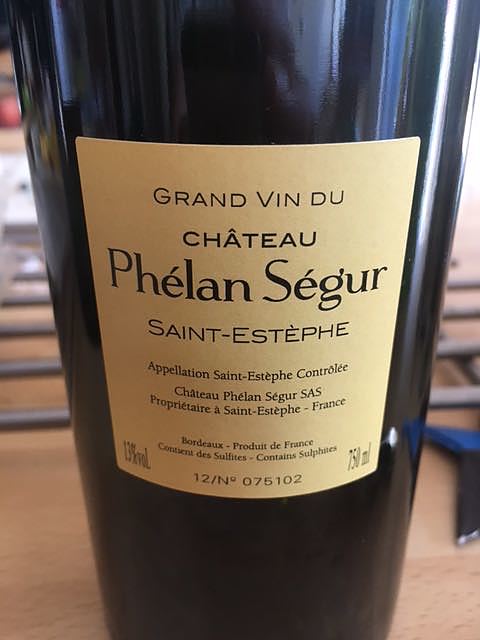 GRAND VIN DU
CHÂTEAU
Phélan Ségur
SAINT-ESTÈPHE
Appellation Saint-Estèphe Contrôlée
Château Phélan Ségur SAS
Propriétaire à Saint-Estèphe - France
Bordeaux - Produit de France
Contient des Sulfites - Contains Sulphites
13%vol.
750 ml
12/Nº 075102